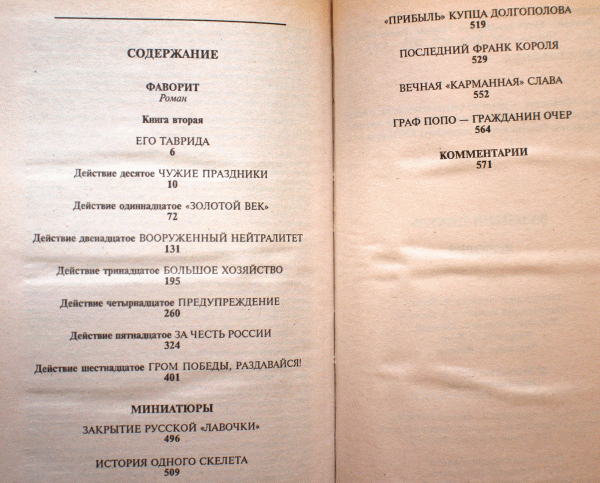 СОДЕРЖАНИЕ
ФАВОРИТ
Роман
Книга вторая
ЕГО ТАВРИДА
6
Действие десятое ЧУЖИЕ ПРАЗДНИКИ
10
Действие одиннадцатое «ЗОЛОТОЙ ВЕК»
72
Действие двенадцатое ВООРУЖЕННЫЙ НЕЙТРАЛИТЕТ
131
Действие тринадцатое БОЛЬШОЕ ХОЗЯЙСТВО
195
Действие четырнадцатое ПРЕДУПРЕЖДЕНИЕ
260
Действие пятнадцатое ЗА ЧЕСТЬ РОССИИ
324
Действие шестнадцатое ГРОМ ПОБЕДЫ, РАЗДАВАЙСЯ!
401
МИНИАТЮРЫ
ЗАКРЫТИЕ РУССКОЙ «ЛАВОЧКИ»
496
ИСТОРИЯ ОДНОГО СКЕЛЕТА
509
«ПРИБЫЛЬ» КУПЦА ДОЛГОПОЛОВА
519
ПОСЛЕДНИЙ ФРАНК КОРОЛЯ
529
ВЕЧНАЯ «КАРМАННАЯ» СЛАВА
552
ГРАФ ПОПО — ГРАЖДАНИН ОЧЕР
564
КОММЕНТАРИИ
571